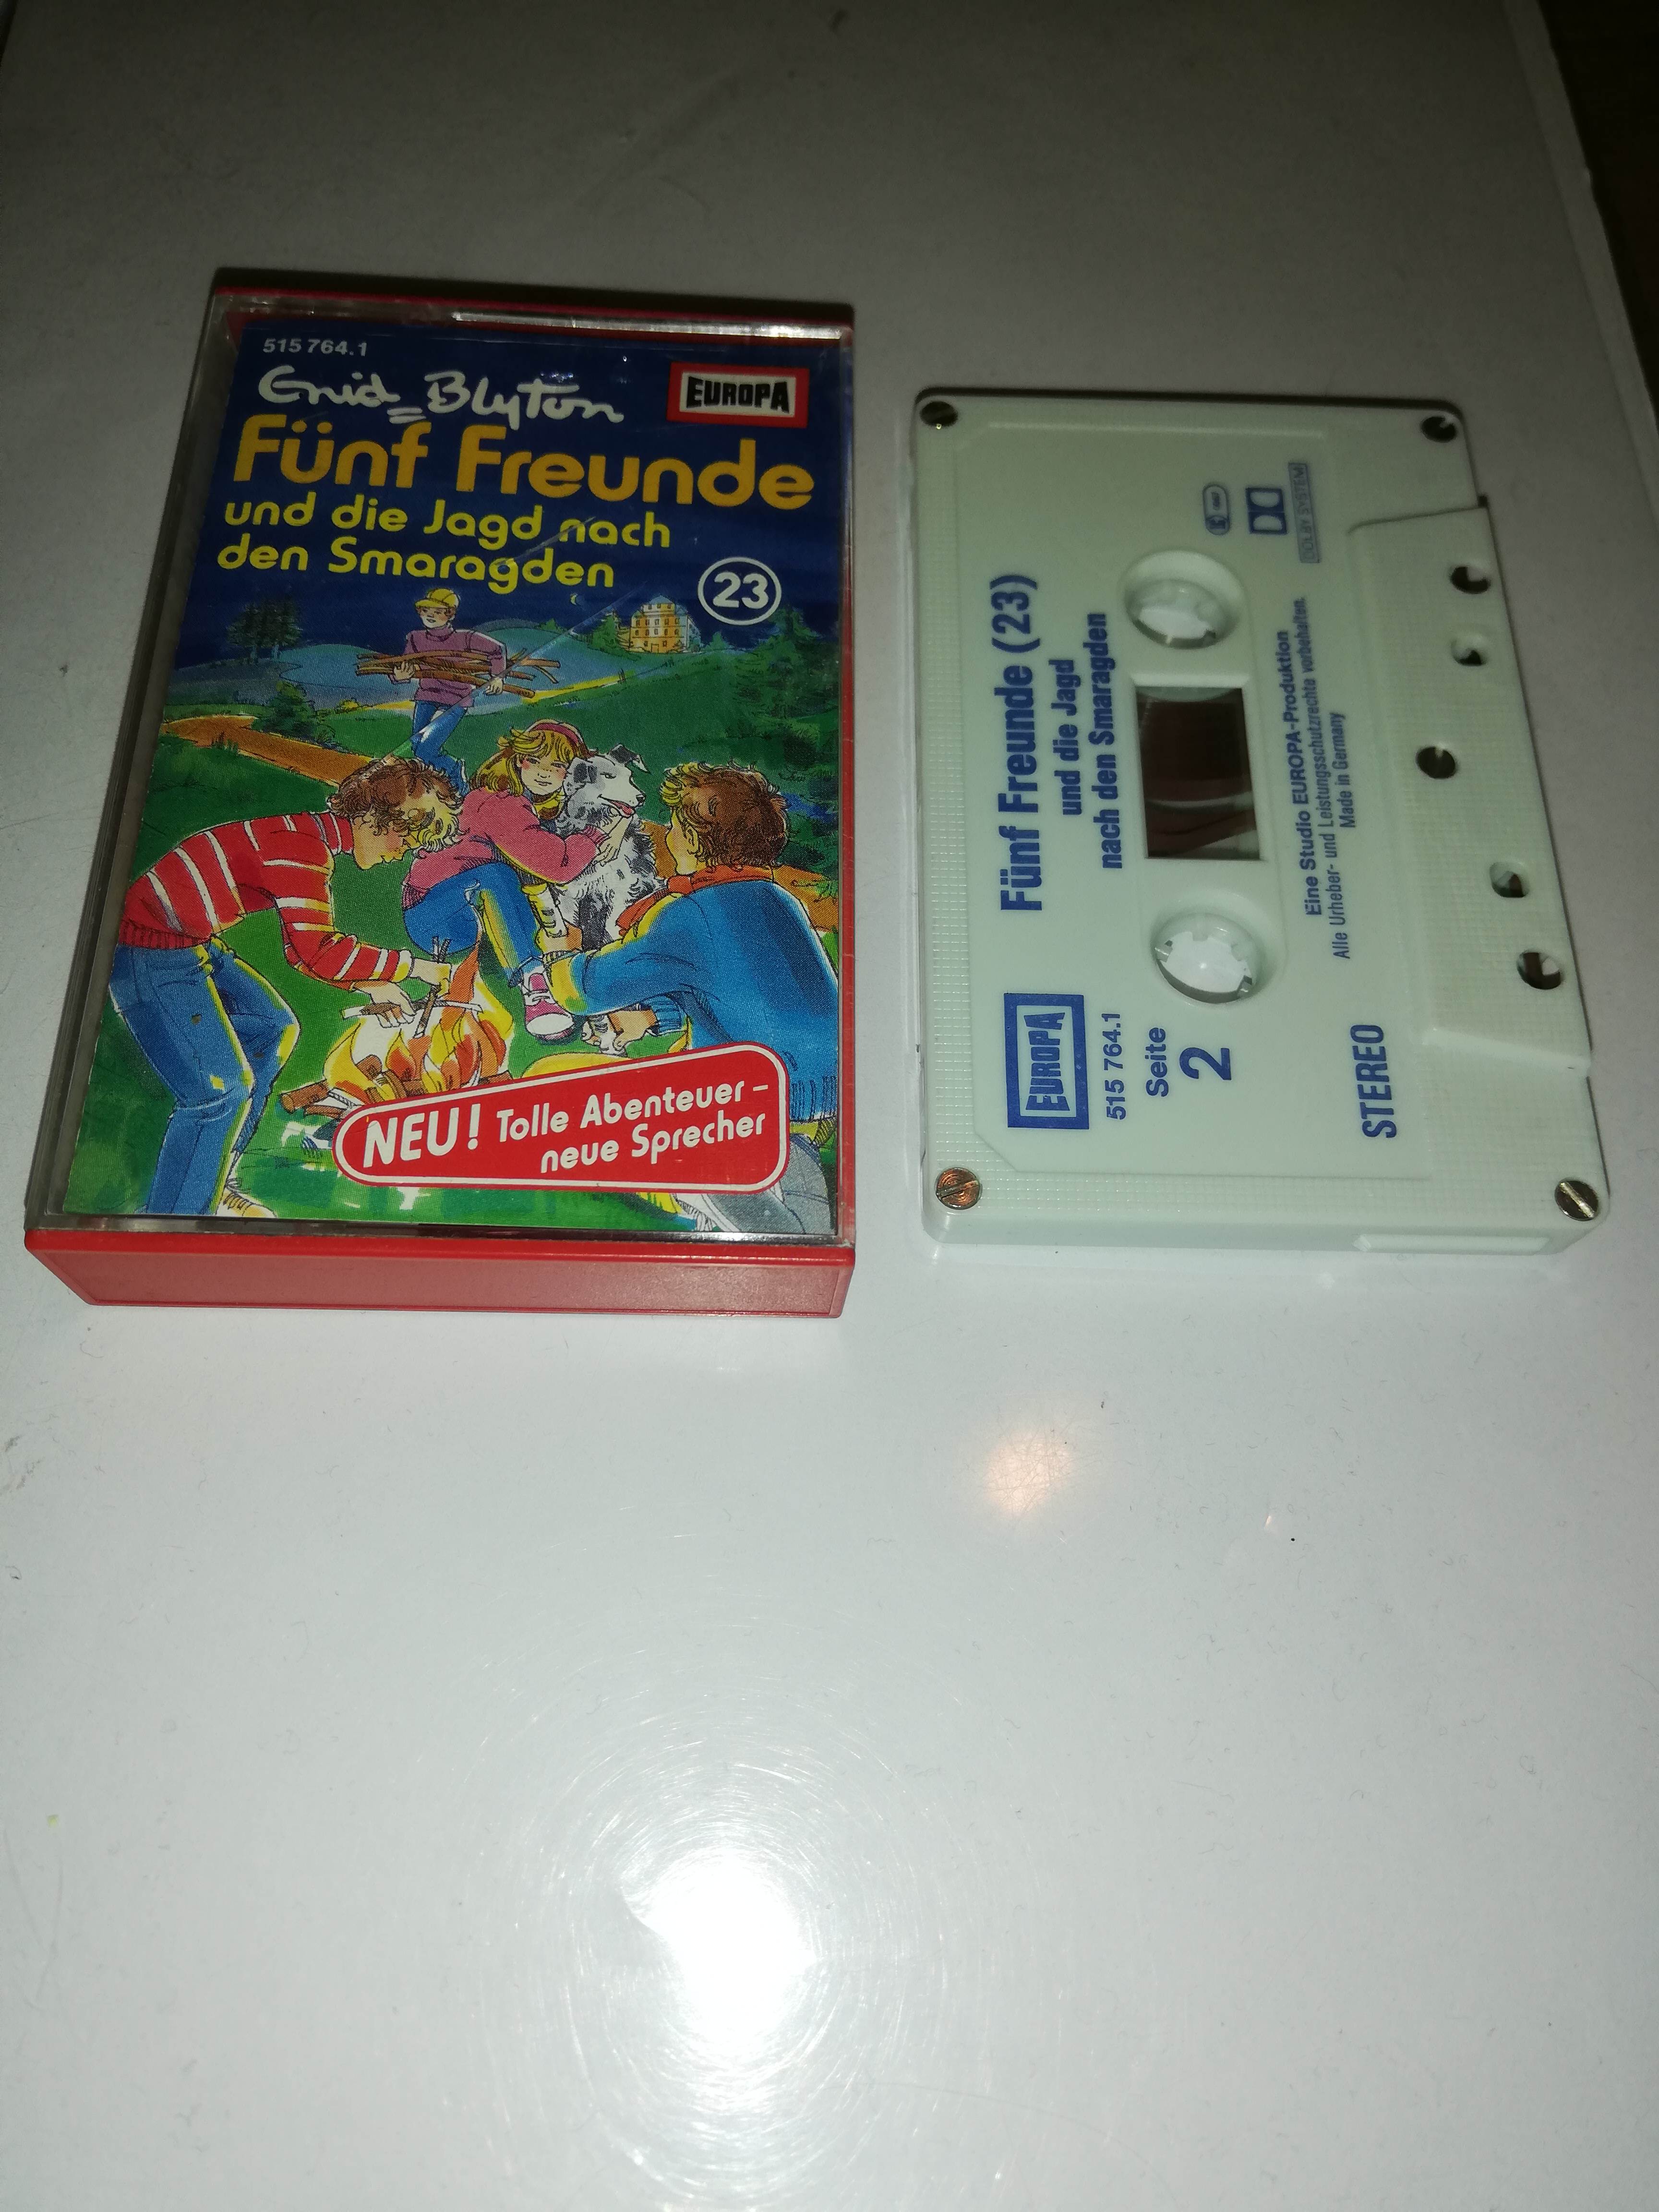 515 764.1
Enid Blyton
EUROPA
Fünf Freunde
und die Jagd nach
den Smaragden
23
NEU! Tolle Abenteuer –
neue Sprecher
EUROPA
515 764.1
Seite
2
Fünf Freunde (23)
und die Jagd
nach den Smaragden
DOLBY SYSTEM
Eine Studio EUROPA-Produktion
Alle Urheber- und Leistungsschutzrechte vorbehalten.
Made in Germany
STEREO